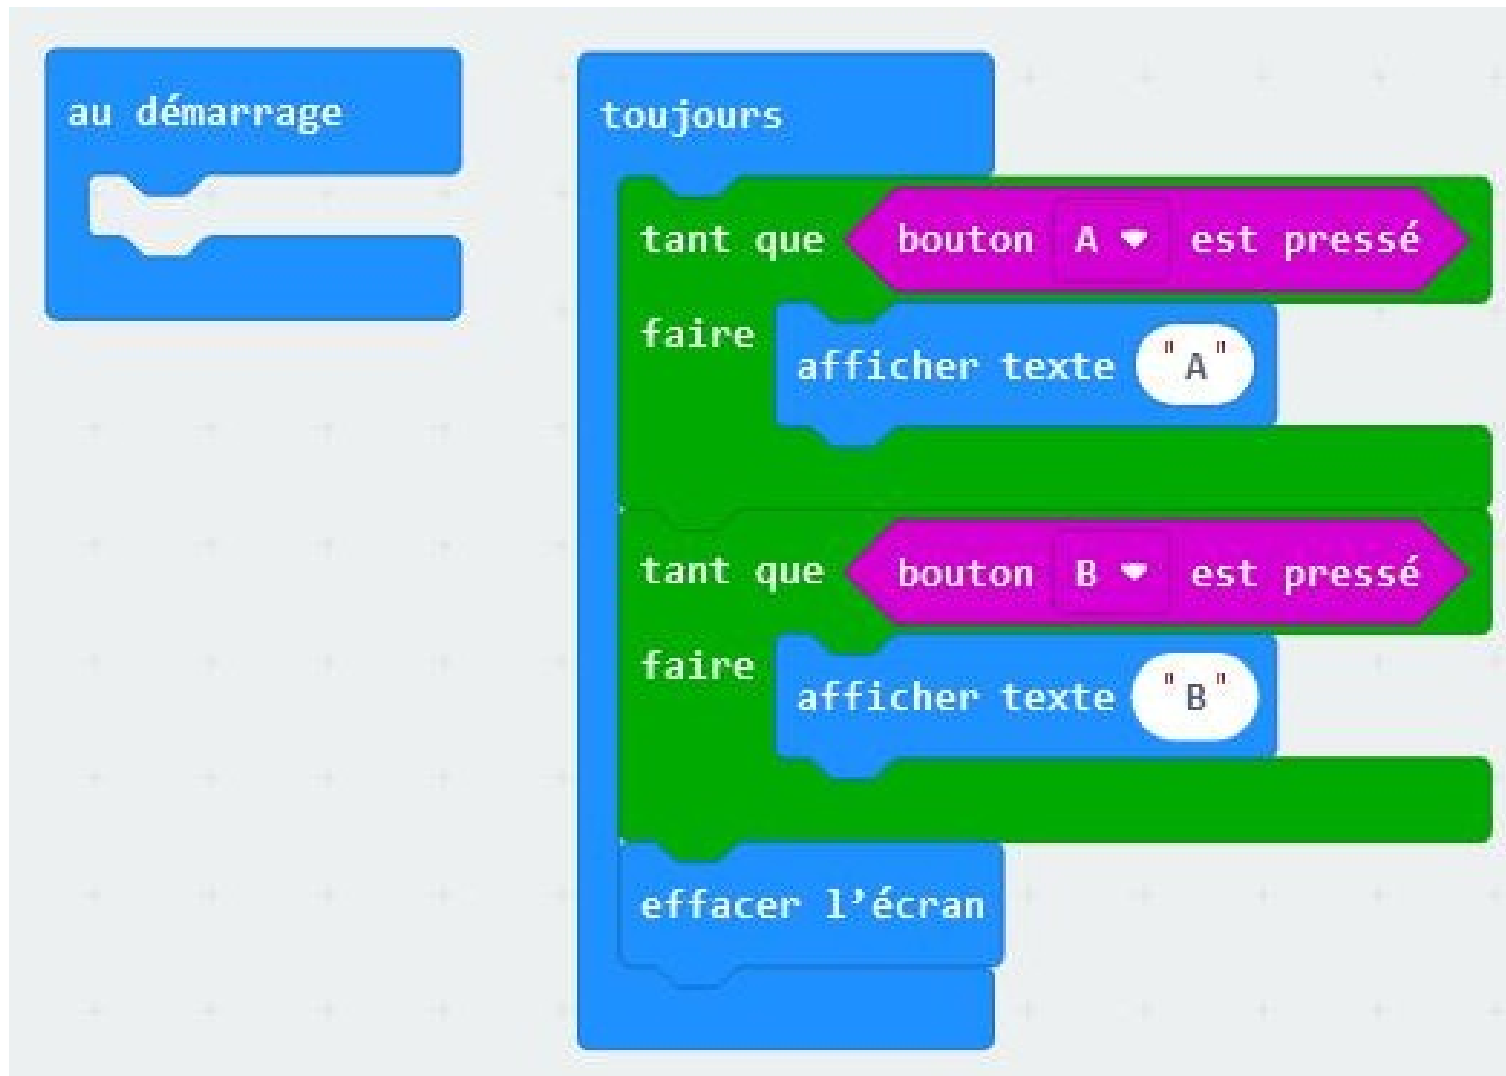 au démarrage
toujours
tant que bouton A est pressé
faire
afficher texte "A"
tant que bouton B est pressé
faire
afficher texte "B"
effacer l’écran